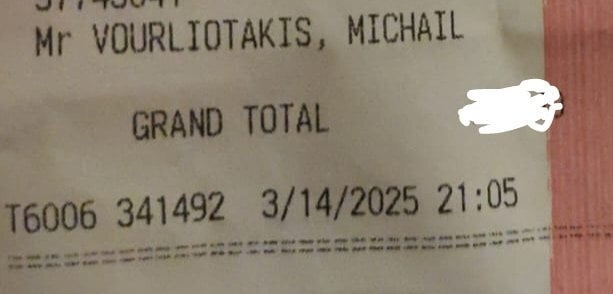 Mr VOURLIOTAKIS, MICHAIL
GRAND TOTAL
T6006 341492 3/14/2025 21:05